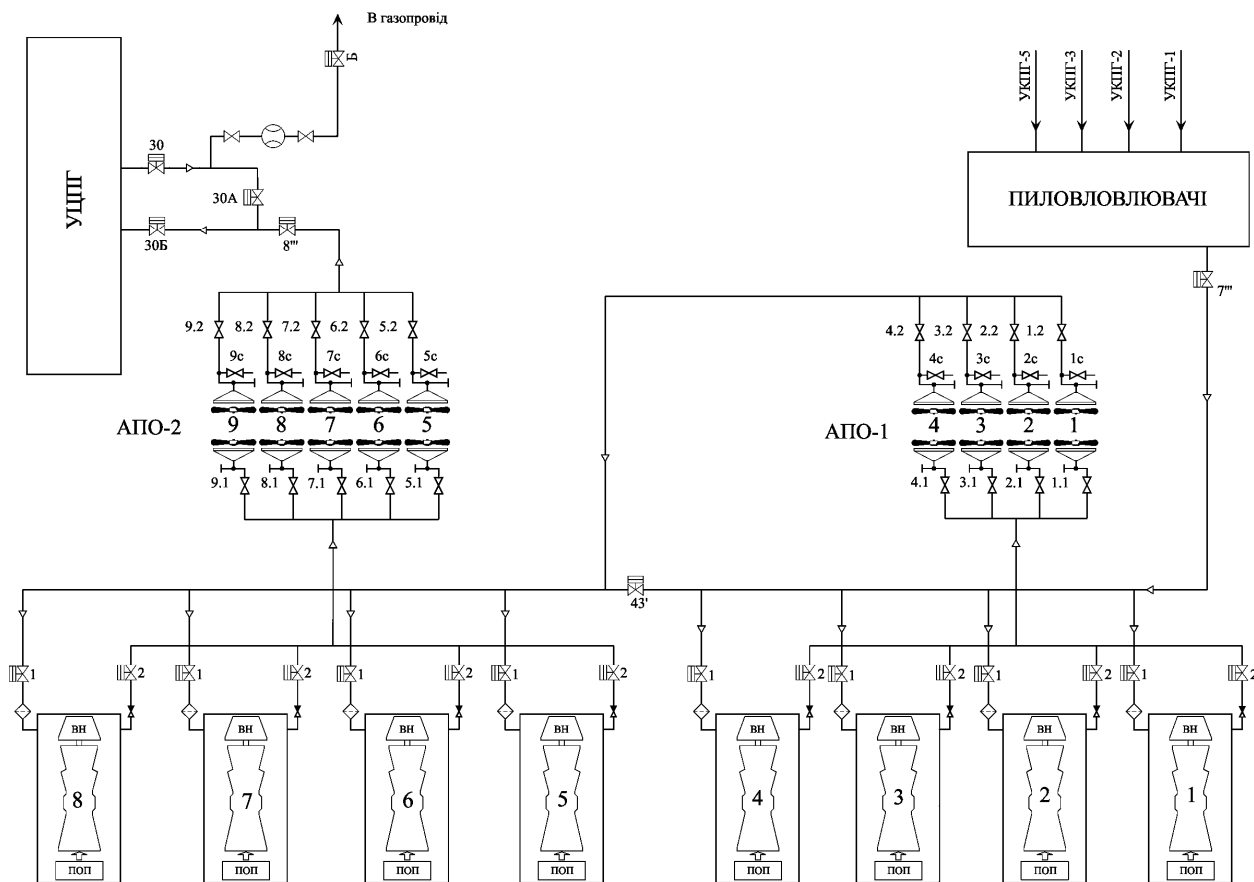 В газопровід
Б
УКПГ-5
УКПГ-3
УКПГ-2
УКПГ-1
30
УЦПГ
30А
ПИЛОВЛОВЛЮВАЧІ
30Б
8'''
7'''
9.2 8.2 7.2 6.2 5.2
4.2 3.2 2.2 1.2
9с 8с 7с 6с 5с
4с 3с 2с 1с
АПО-2
9 8 7 6 5
АПО-1
4 3 2 1
9.1 8.1 7.1 6.1 5.1
4.1 3.1 2.1 1.1
43'
1 2 1 2 1 2 1 2 1 2 1 2 1 2 1 2
ВН ВН ВН ВН ВН ВН ВН ВН
8 7 6 5 4 3 2 1
ПОП ПОП ПОП ПОП ПОП ПОП ПОП ПОП